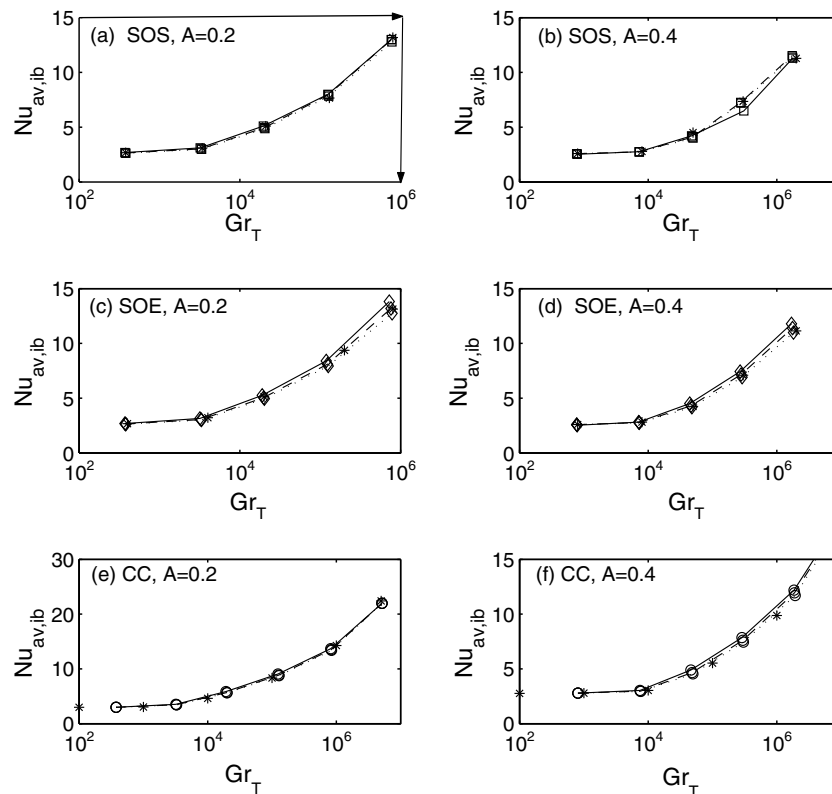 15
10
5
0
Nu_av,ib
(a) SOS, A=0.2
10^2 10^4 10^6
Gr_T
15
10
5
0
Nu_av,ib
(b) SOS, A=0.4
10^2 10^4 10^6
Gr_T
15
10
5
0
Nu_av,ib
(c) SOE, A=0.2
10^2 10^4 10^6
Gr_T
15
10
5
0
Nu_av,ib
(d) SOE, A=0.4
10^2 10^4 10^6
Gr_T
30
20
10
0
Nu_av,ib
(e) CC, A=0.2
10^2 10^4 10^6
Gr_T
15
10
5
0
Nu_av,ib
(f) CC, A=0.4
10^2 10^4 10^6
Gr_T